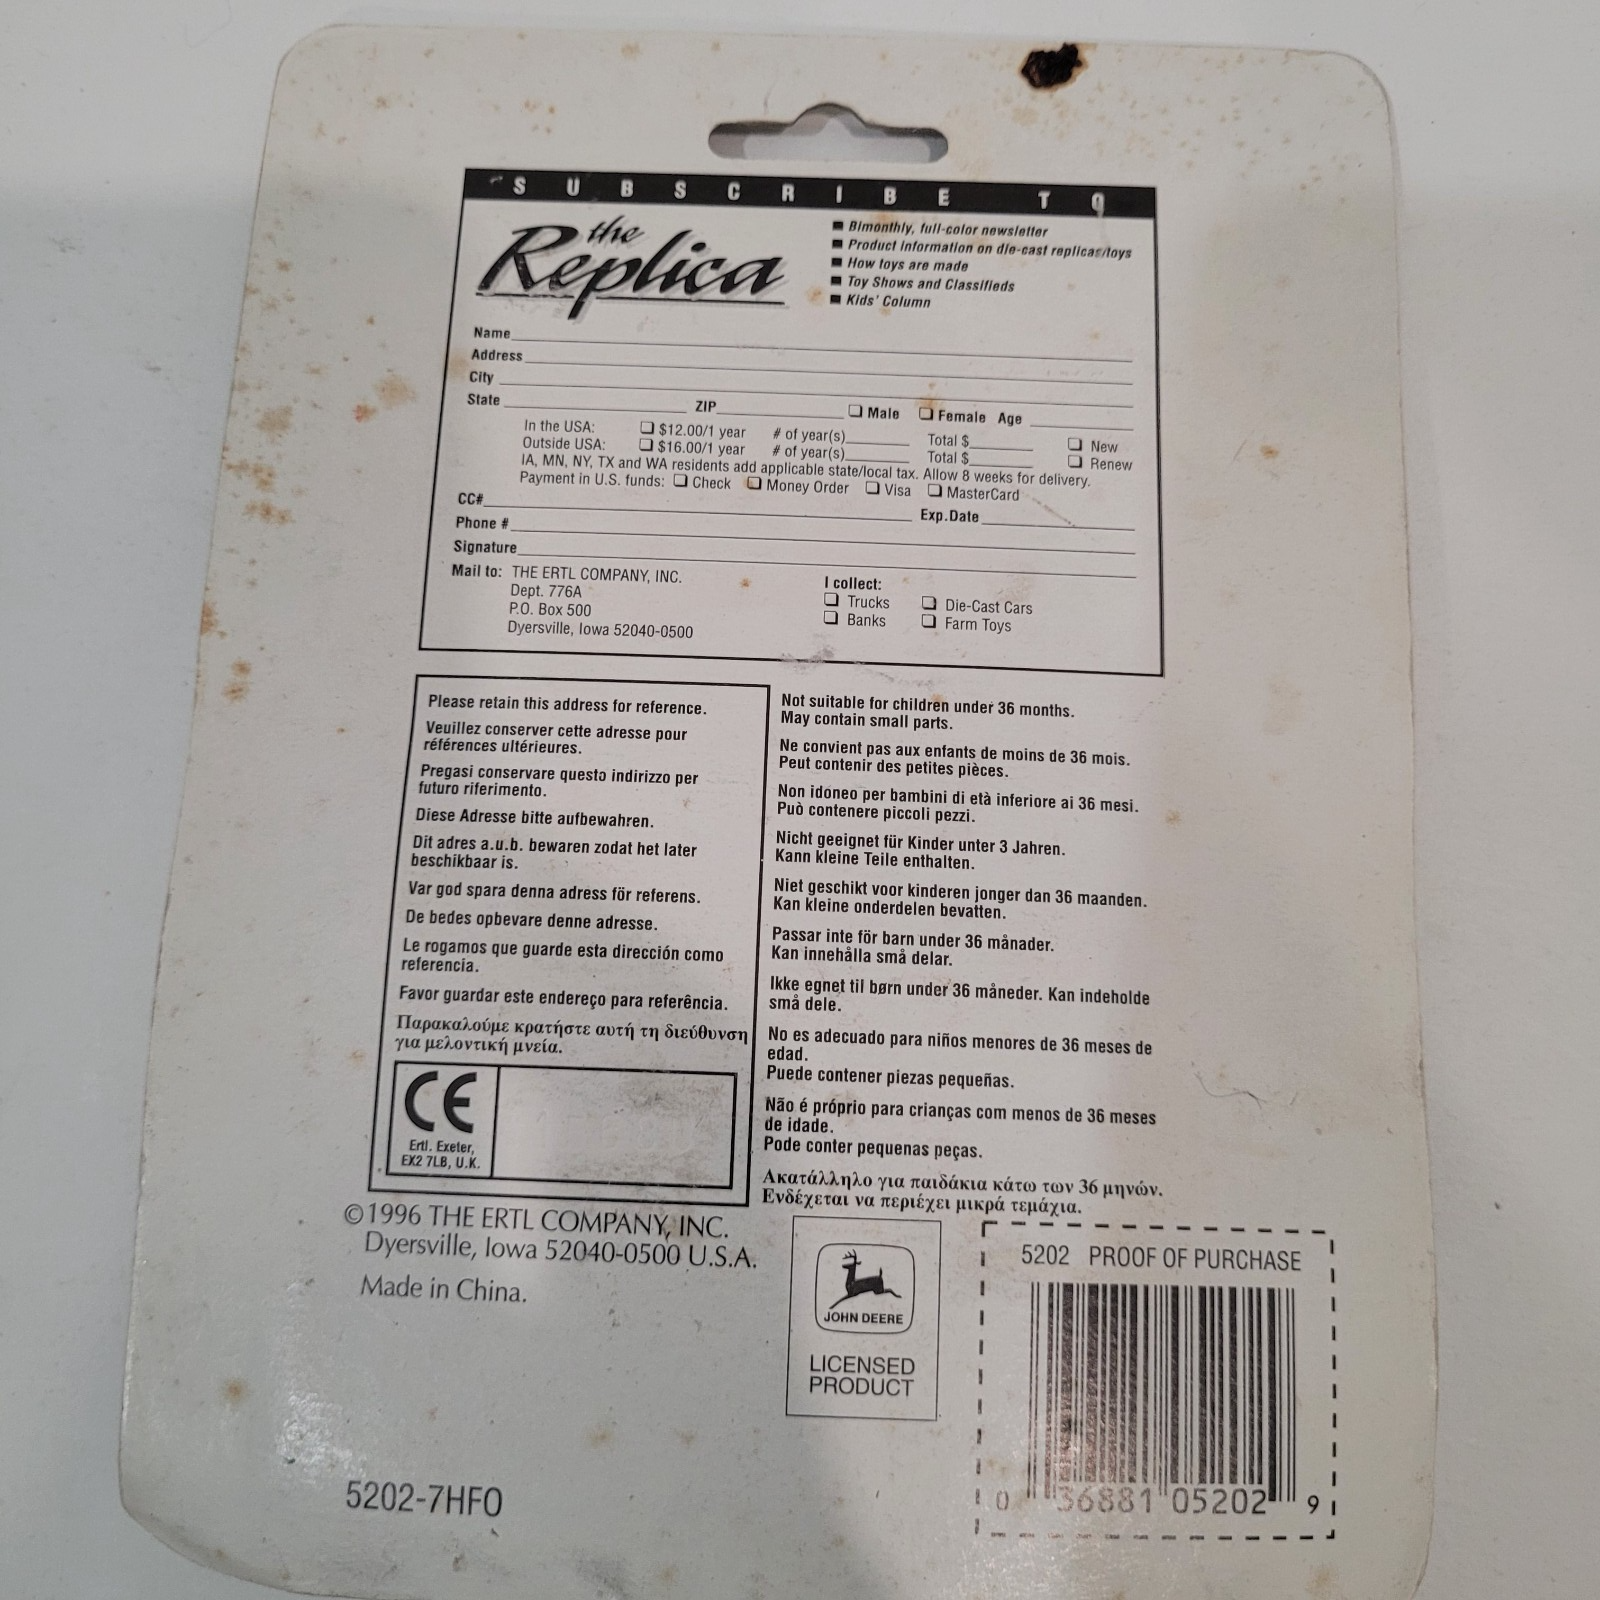 SUBSCRIBE TO
the
Replica
■ Bimonthly, full-color newsletter
■ Product information on die-cast replicas/toys
■ How toys are made
■ Toy Shows and Classifieds
■ Kids' Column
Name
Address
City
State ZIP ❏ Male ❏ Female Age
In the USA: ❏ $12.00/1 year # of year(s) Total $ ❏ New
Outside USA: ❏ $16.00/1 year # of year(s) Total $ ❏ Renew
IA, MN, NY, TX and WA residents add applicable state/local tax. Allow 8 weeks for delivery.
Payment in U.S. funds: ❏ Check ❏ Money Order ❏ Visa ❏ MasterCard
CC# Exp.Date
Phone #
Signature
Mail to: THE ERTL COMPANY, INC.
Dept. 776A
P.O. Box 500
Dyersville, Iowa 52040-0500
I collect:
❏ Trucks ❏ Die-Cast Cars
❏ Banks ❏ Farm Toys
Please retain this address for reference.
Veuillez conserver cette adresse pour
références ultérieures.
Pregasi conservare questo indirizzo per
futuro riferimento.
Diese Adresse bitte aufbewahren.
Dit adres a.u.b. bewaren zodat het later
beschikbaar is.
Var god spara denna adress för referens.
De bedes opbevare denne adresse.
Le rogamos que guarde esta dirección como
referencia.
Favor guardar este endereço para referência.
Παρακαλούμε κρατήστε αυτή τη διεύθυνση
για μελοντική μνεία.
CE
Ertl. Exeter,
EX2 7LB, U.K.
Not suitable for children under 36 months.
May contain small parts.
Ne convient pas aux enfants de moins de 36 mois.
Peut contenir des petites pièces.
Non idoneo per bambini di età inferiore ai 36 mesi.
Può contenere piccoli pezzi.
Nicht geeignet für Kinder unter 3 Jahren.
Kann kleine Teile enthalten.
Niet geschikt voor kinderen jonger dan 36 maanden.
Kan kleine onderdelen bevatten.
Passar inte för barn under 36 månader.
Kan innehålla små delar.
Ikke egnet til børn under 36 måneder. Kan indeholde
små dele.
No es adecuado para niños menores de 36 meses de
edad.
Puede contener piezas pequeñas.
Não é próprio para crianças com menos de 36 meses
de idade.
Pode conter pequenas peças.
Ακατάλληλο για παιδάκια κάτω των 36 μηνών.
Ενδέχεται να περιέχει μικρά τεμάχια.
©1996 THE ERTL COMPANY, INC.
Dyersville, Iowa 52040-0500 U.S.A.
Made in China.
JOHN DEERE
LICENSED
PRODUCT
5202 PROOF OF PURCHASE
0 36881 05202 9
5202-7HFO